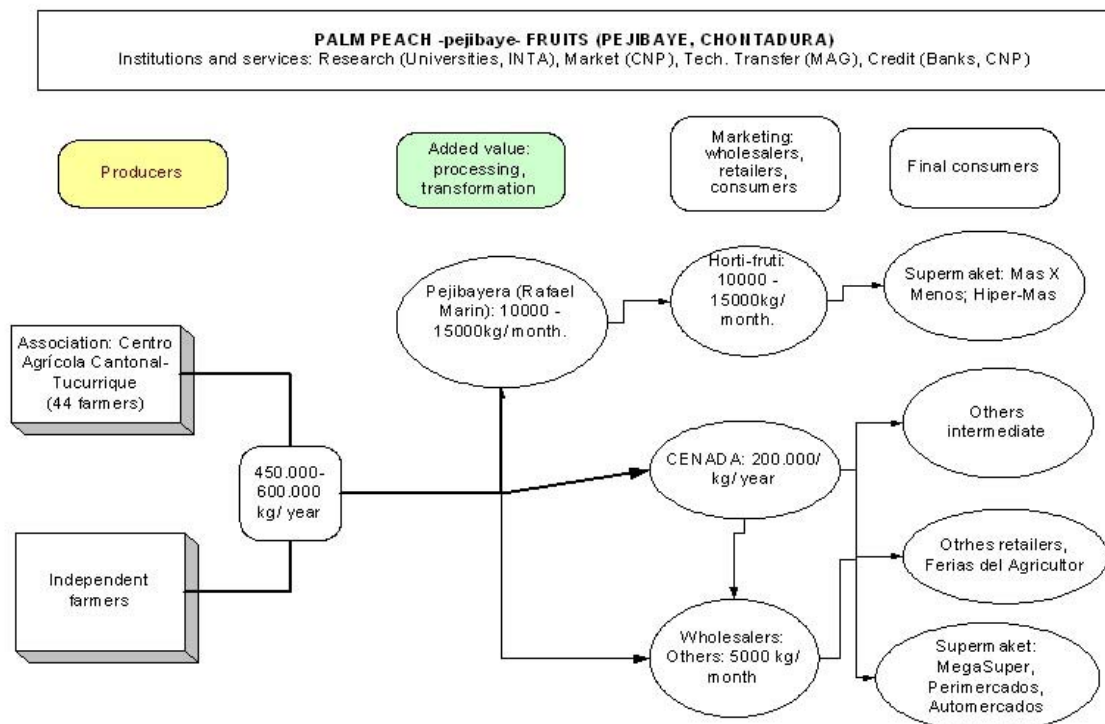 PALM PEACH -pejibaye- FRUITS (PEJIBAYE, CHONTADURA)
Institutions and services: Research (Universities, INTA), Market (CNP), Tech. Transfer (MAG), Credit (Banks, CNP)
Producers
Added value:
processing,
transformation
Marketing:
wholesalers,
retailers,
consumers
Final consumers
Association: Centro
Agrícola Cantonal-
Tucurrique
(44 farmers)
Independent
farmers
450.000-
600.000
kg/ year
Pejibayera (Rafael
Marin): 10000 -
15000kg/ month.
Horti-fruti:
10000 -
15000kg/
month.
Supermaket: Mas X
Menos; Hiper-Mas
CENADA: 200.000/
kg/ year
Others
intermediate
Otrhes retailers,
Ferias del Agricultor
Wholesalers:
Others: 5000 kg/
month
Supermaket:
MegaSuper,
Perimercados,
Automercados